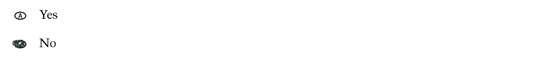 Ⓐ Yes
No